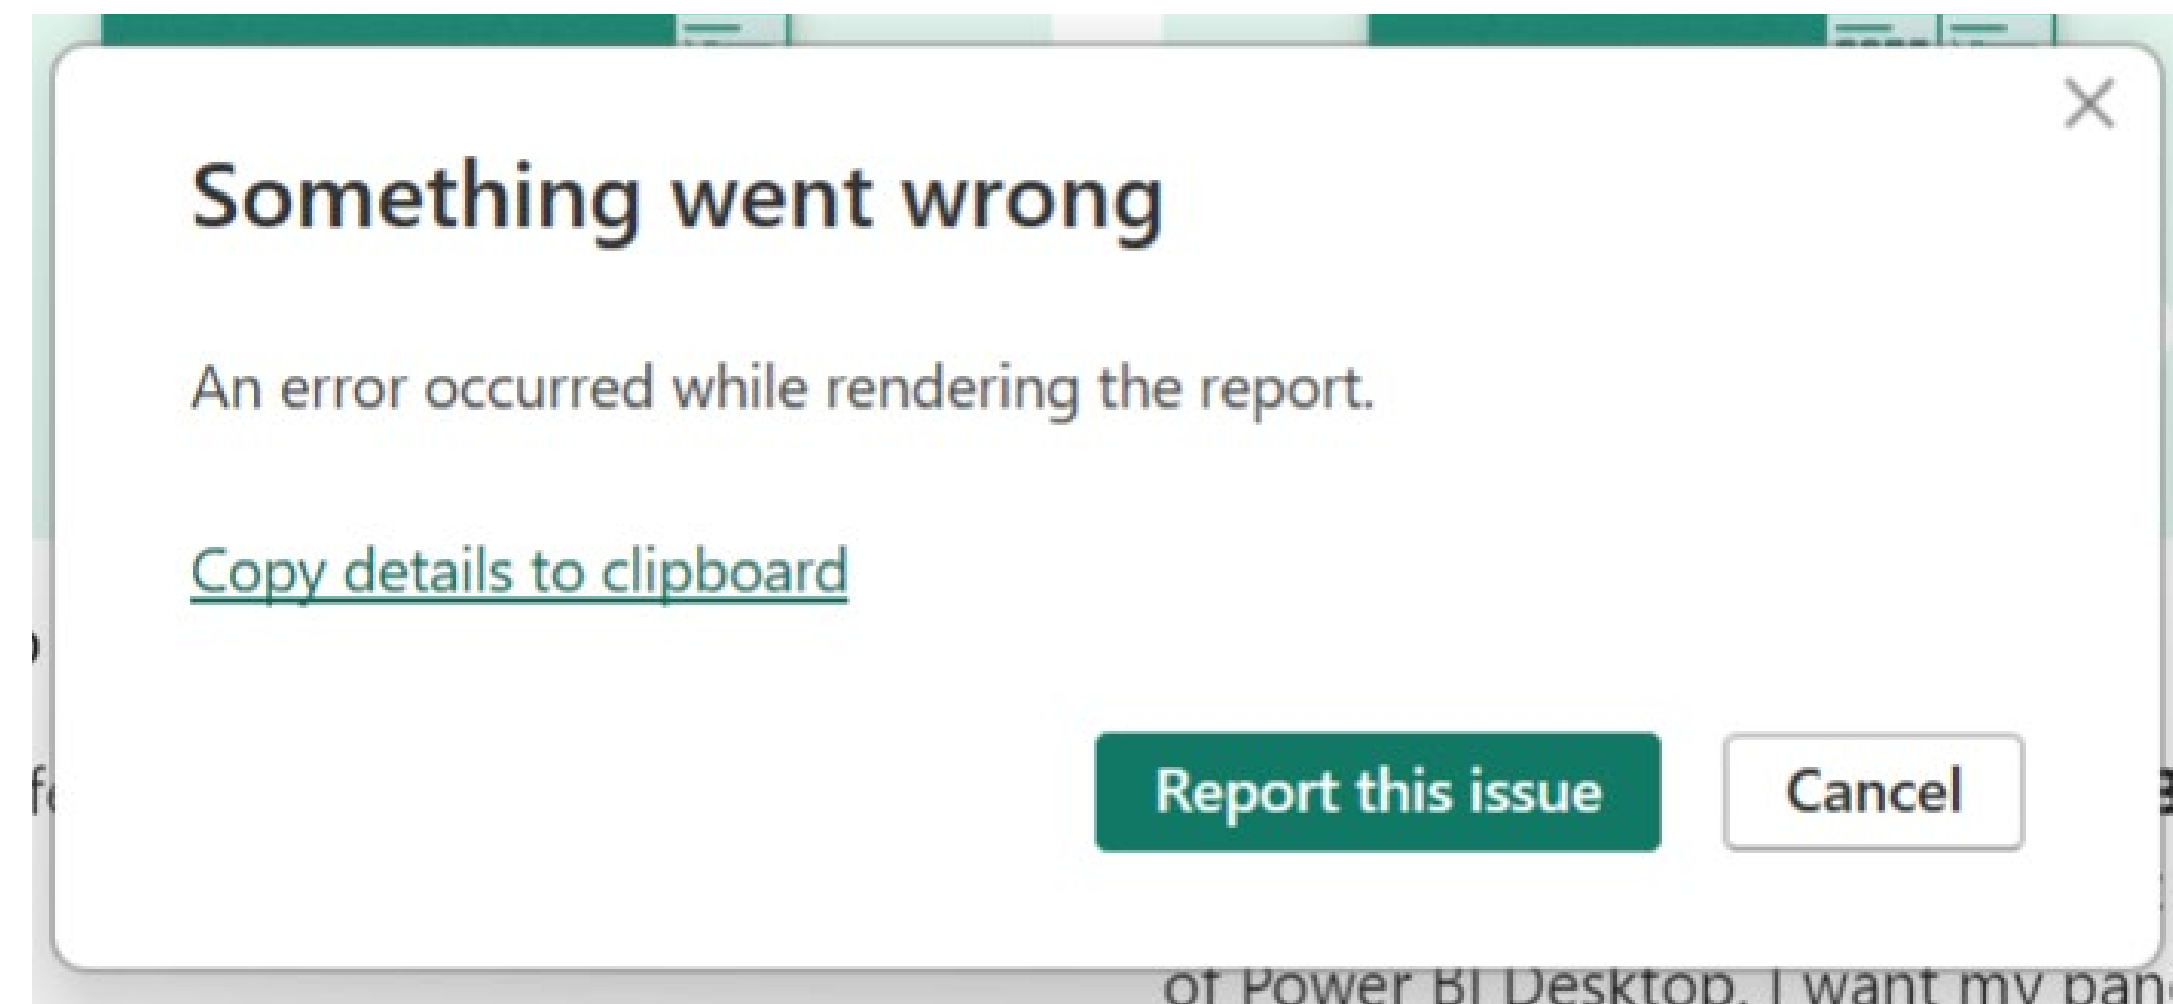 Something went wrong
An error occurred while rendering the report.
Copy details to clipboard
Report this issue
Cancel
of Power BI Desktop. I want my